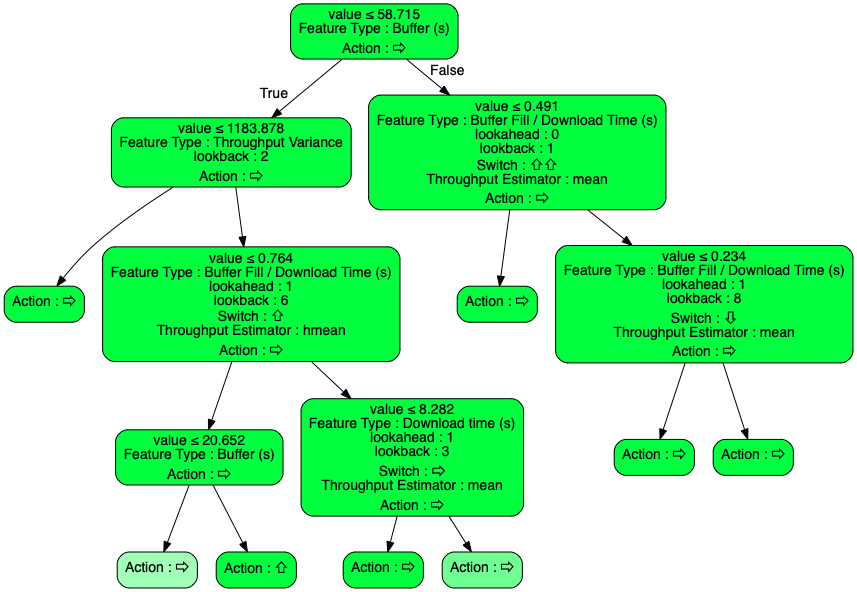 value ≤ 58.715
Feature Type : Buffer (s)
Action : ⇨
True
False
value ≤ 1183.878
Feature Type : Throughput Variance
lookback : 2
Action : ⇨
value ≤ 0.491
Feature Type : Buffer Fill / Download Time (s)
lookahead : 0
lookback : 1
Switch : ⇧⇧
Throughput Estimator : mean
Action : ⇨
Action : ⇨
value ≤ 0.764
Feature Type : Buffer Fill / Download Time (s)
lookahead : 1
lookback : 6
Switch : ⇧
Throughput Estimator : hmean
Action : ⇨
Action : ⇨
value ≤ 0.234
Feature Type : Buffer Fill / Download Time (s)
lookahead : 1
lookback : 8
Switch : ⇩
Throughput Estimator : mean
Action : ⇨
value ≤ 20.652
Feature Type : Buffer (s)
Action : ⇨
value ≤ 8.282
Feature Type : Download time (s)
lookahead : 1
lookback : 3
Switch : ⇨
Throughput Estimator : mean
Action : ⇨
Action : ⇨
Action : ⇨
Action : ⇨
Action : ⇧
Action : ⇨
Action : ⇨